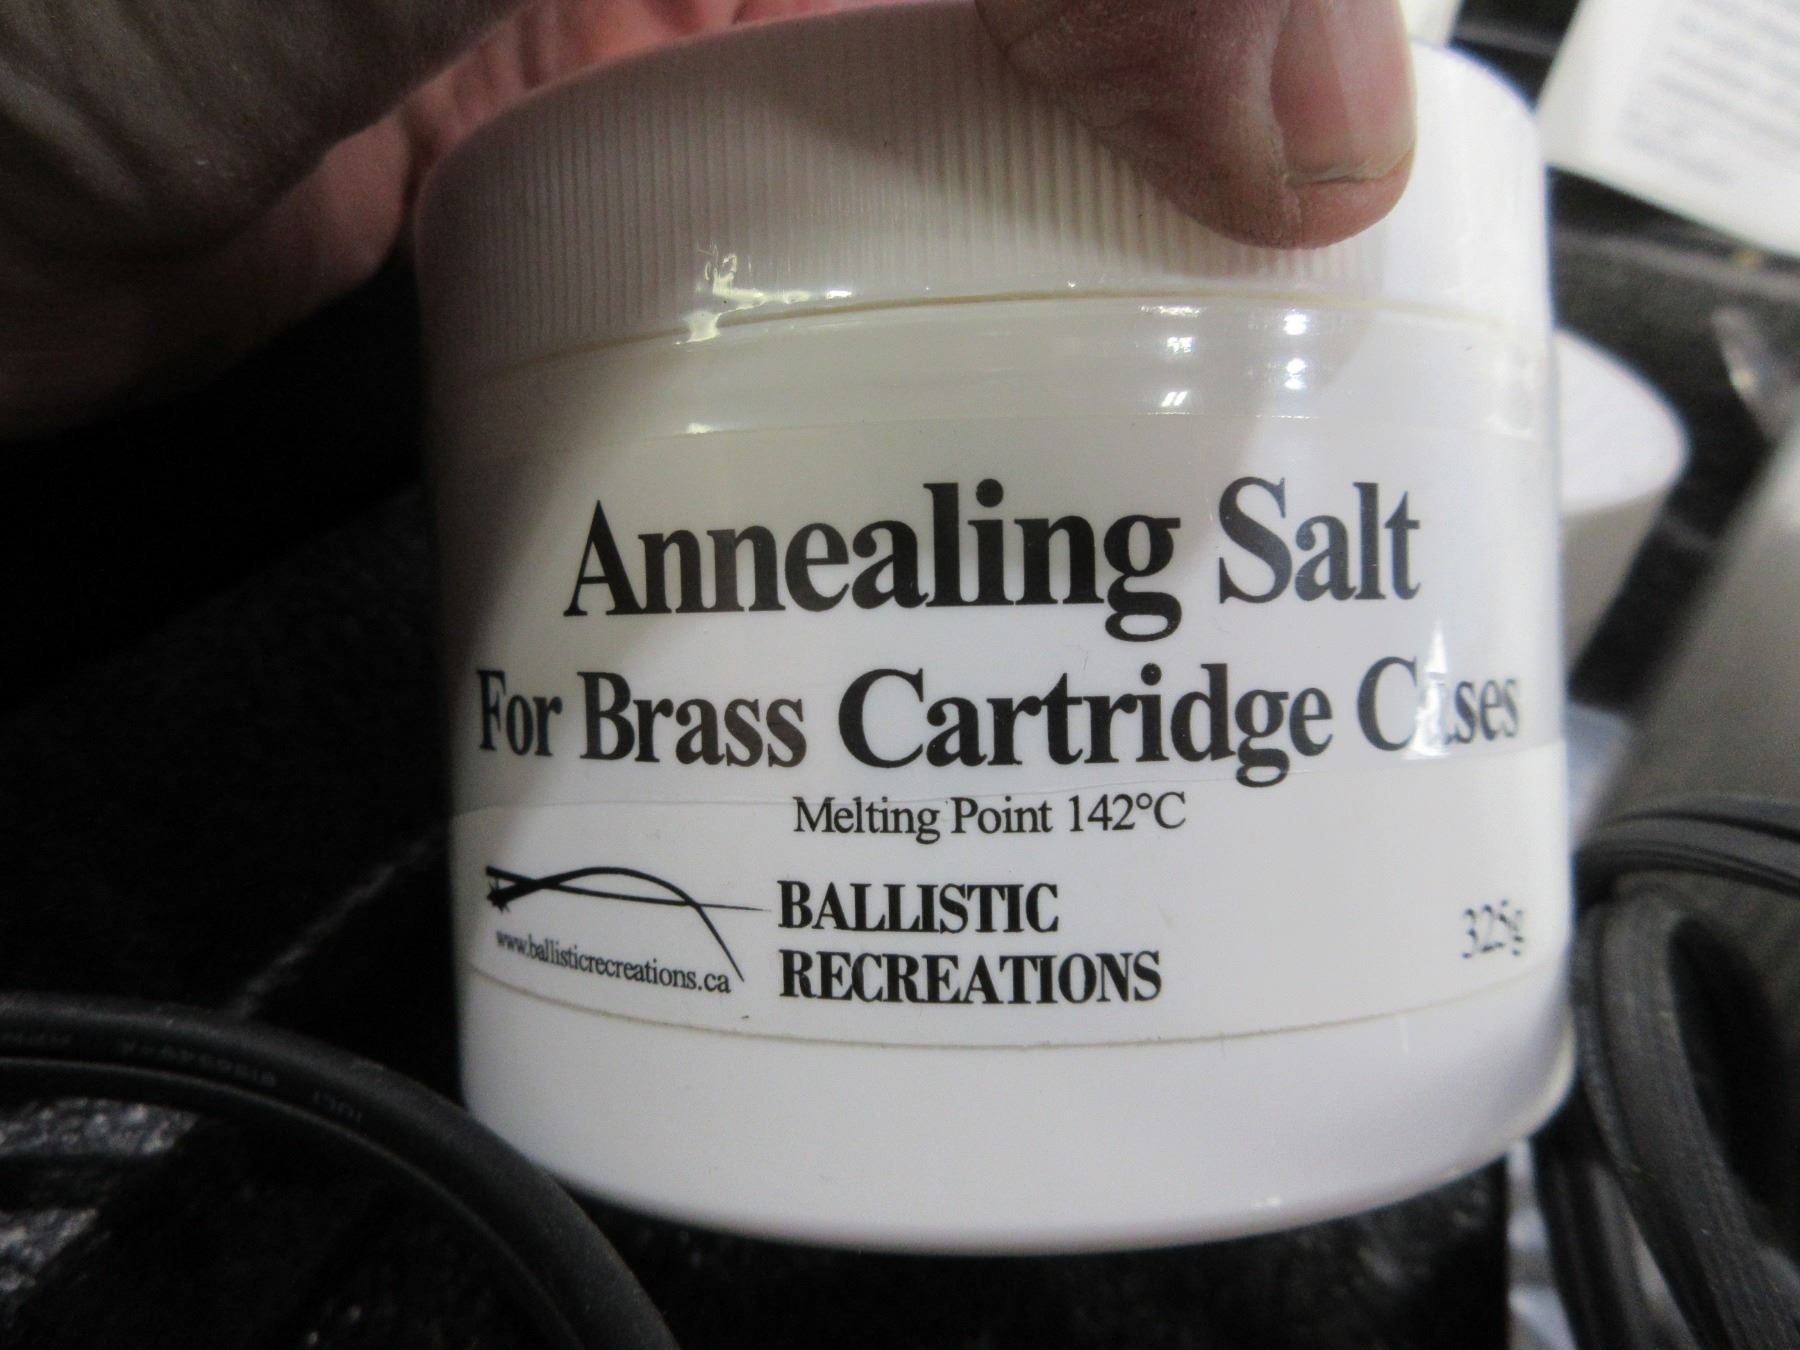 Annealing Salt
For Brass Cartridge Cases
Melting Point 142°C
BALLISTIC
RECREATIONS
www.ballisticrecreations.ca
325g